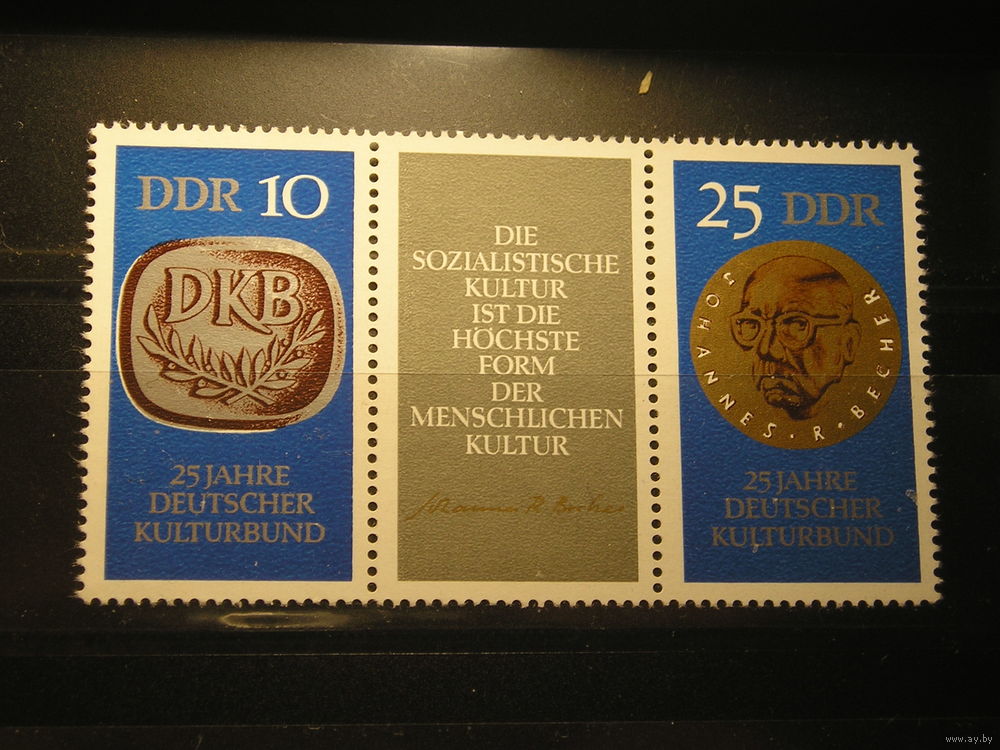 DDR 10
DKB
25 JAHRE
DEUTSCHER
KULTURBUND
DIE
SOZIALISTISCHE
KULTUR
IST DIE
HÖCHSTE
FORM
DER
MENSCHLICHEN
KULTUR
Johannes R. Becher
25 DDR
JOHANNES · R · BECHER
25 JAHRE
DEUTSCHER
KULTURBUND
www.ay.by